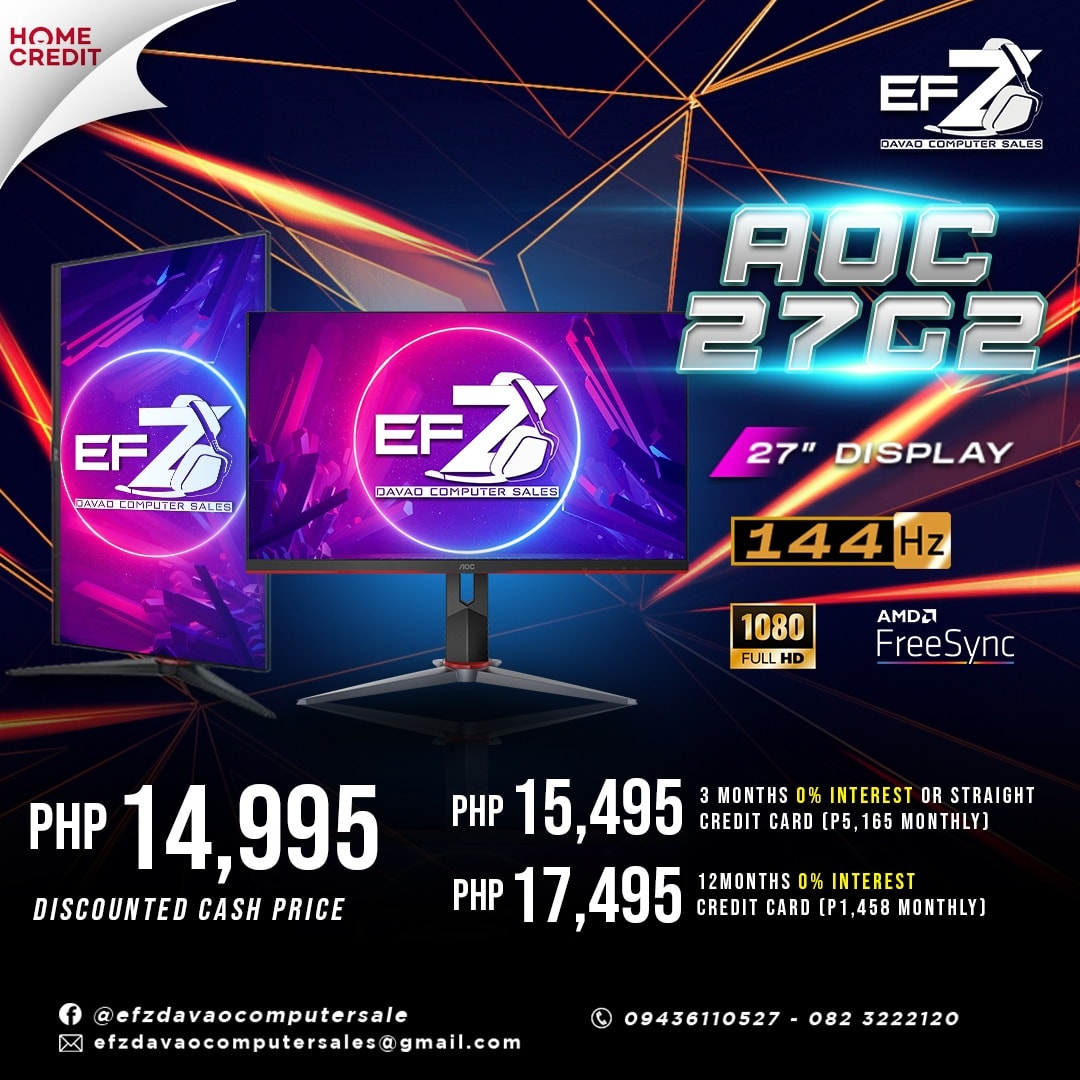 HOME
CREDIT
EFZ
DAVAO COMPUTER SALES
AOC
27G2
EFZ
DAVAO COMPUTER SALES
EFZ
DAVAO COMPUTER SALES
AOC
27" DISPLAY
144Hz
1080
FULL HD
AMD
FreeSync
PHP 14,995
DISCOUNTED CASH PRICE
PHP 15,495
3 MONTHS 0% INTEREST OR STRAIGHT
CREDIT CARD (P5,165 MONTHLY)
PHP 17,495
12MONTHS 0% INTEREST
CREDIT CARD (P1,458 MONTHLY)
@efzdavaocomputersale
efzdavaocomputersales@gmail.com
09436110527 - 082 3222120